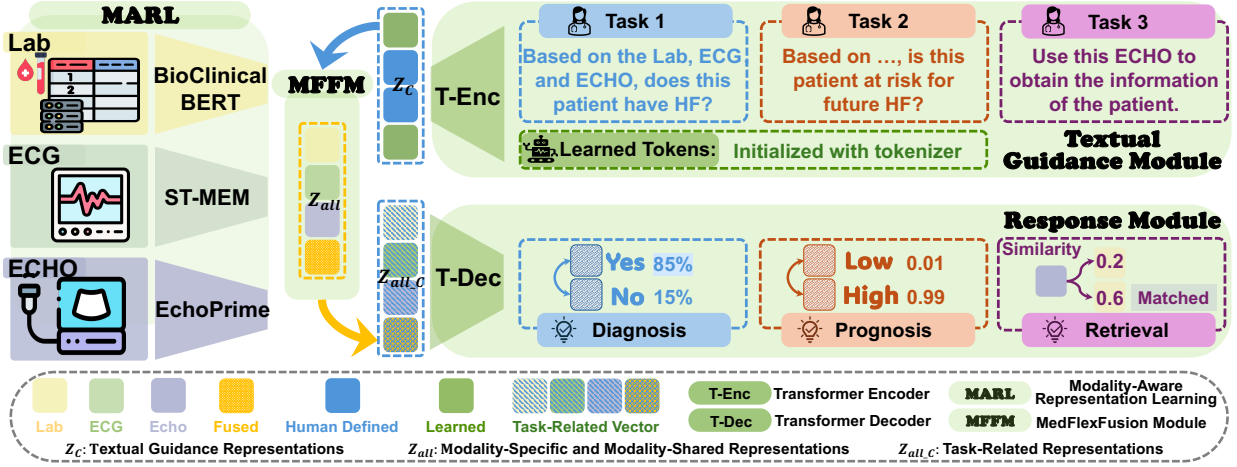 MARL
Lab
1
2
BioClinical
BERT
ECG
ST-MEM
ECHO
EchoPrime
MFFM
Z_all
Z_C
Z_all_C
T-Enc
Task 1
Based on the Lab, ECG
and ECHO, does this
patient have HF?
Task 2
Based on ..., is this
patient at risk for
future HF?
Task 3
Use this ECHO to
obtain the information
of the patient.
Learned Tokens: Initialized with tokenizer
Textual
Guidance Module
T-Dec
Response Module
Yes 85%
No 15%
Diagnosis
Low 0.01
High 0.99
Prognosis
Similarity
0.2
0.6 Matched
Retrieval
Lab
ECG
Echo
Fused
Human Defined
Learned
Task-Related Vector
T-Enc Transformer Encoder
T-Dec Transformer Decoder
MARL Modality-Aware
Representation Learning
MFFM MedFlexFusion Module
Z_C: Textual Guidance Representations
Z_all: Modality-Specific and Modality-Shared Representations
Z_all_C: Task-Related Representations